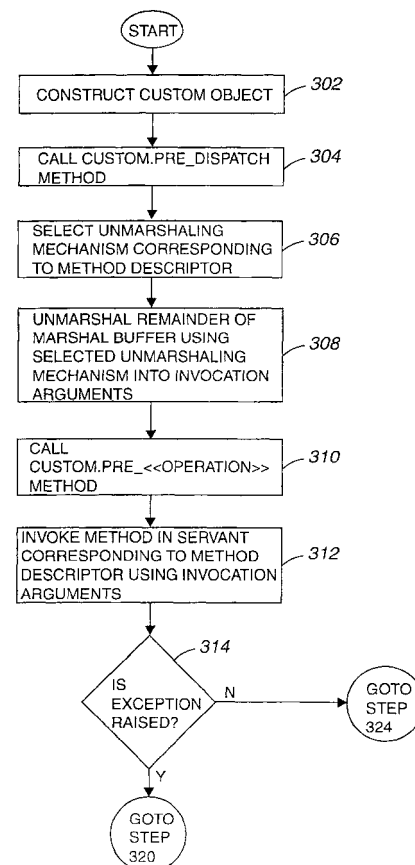 START
CONSTRUCT CUSTOM OBJECT
302
CALL CUSTOM.PRE_DISPATCH
METHOD
304
SELECT UNMARSHALING
MECHANISM CORRESPONDING
TO METHOD DESCRIPTOR
306
UNMARSHAL REMAINDER OF
MARSHAL BUFFER USING
SELECTED UNMARSHALING
MECHANISM INTO INVOCATION
ARGUMENTS
308
CALL
CUSTOM.PRE_<<OPERATION>>
METHOD
310
INVOKE METHOD IN SERVANT
CORRESPONDING TO METHOD
DESCRIPTOR USING INVOCATION
ARGUMENTS
312
314
IS
EXCEPTION
RAISED?
N
GOTO
STEP
324
Y
GOTO
STEP
320